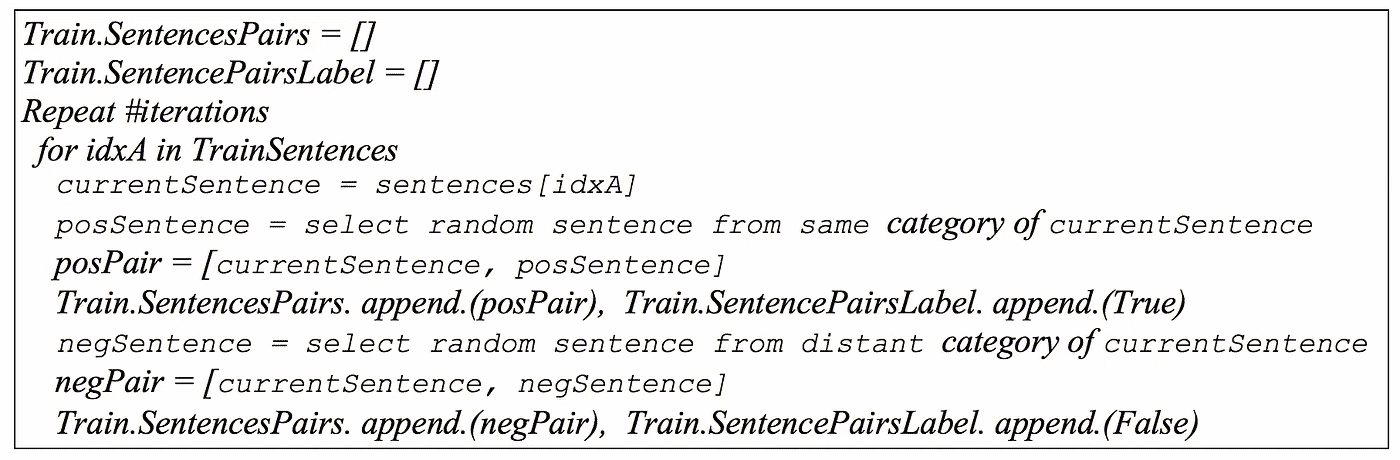 Train.SentencesPairs = []
Train.SentencePairsLabel = []
Repeat #iterations
for idxA in TrainSentences
currentSentence = sentences[idxA]
posSentence = select random sentence from same category of currentSentence
posPair = [currentSentence, posSentence]
Train.SentencesPairs. append.(posPair), Train.SentencePairsLabel. append.(True)
negSentence = select random sentence from distant category of currentSentence
negPair = [currentSentence, negSentence]
Train.SentencesPairs. append.(negPair), Train.SentencePairsLabel. append.(False)